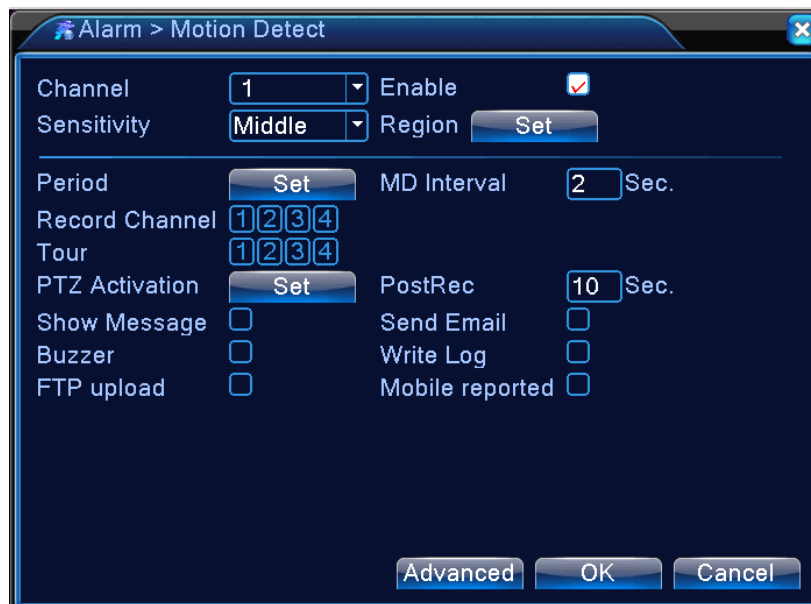 Alarm > Motion Detect
Channel 1 Enable
Sensitivity Middle Region Set
Period Set MD Interval 2 Sec.
Record Channel 1 2 3 4
Tour 1 2 3 4
PTZ Activation Set PostRec 10 Sec.
Show Message Send Email
Buzzer Write Log
FTP upload Mobile reported
Advanced OK Cancel